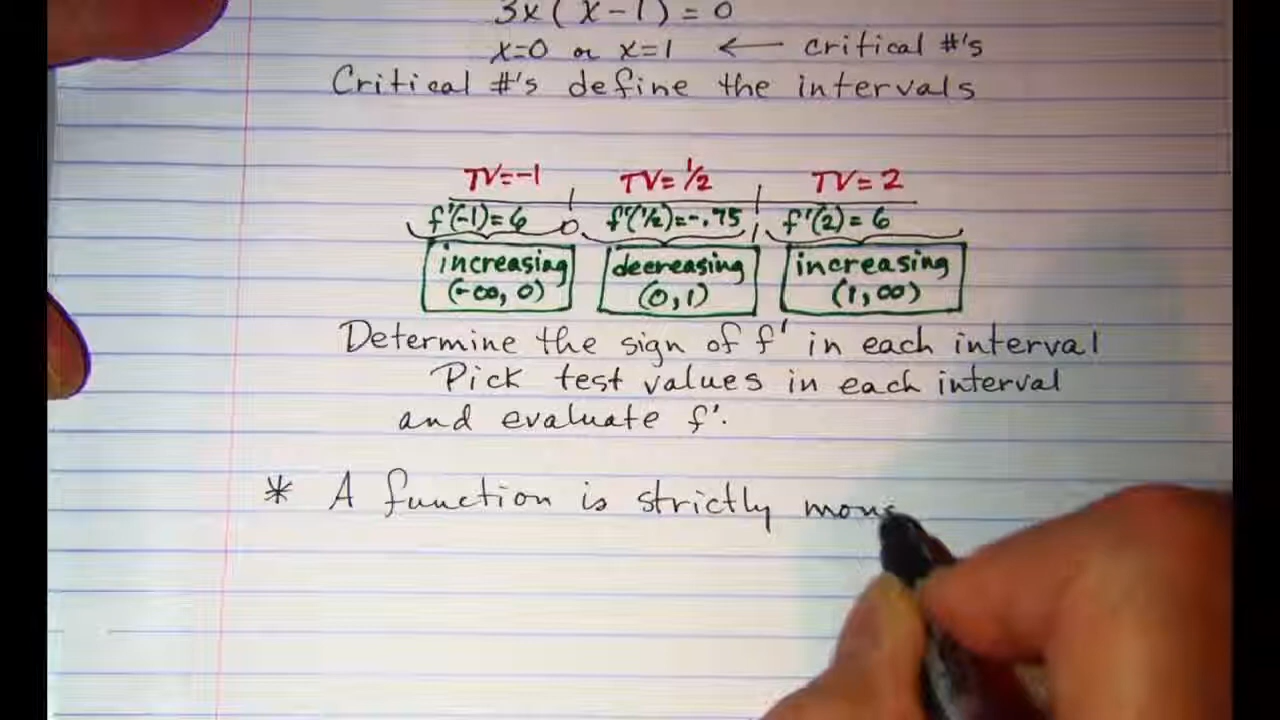 3x(x-1)=0
x=0 or x=1 ← critical #'s
Critical #'s define the intervals
TV=-1 TV=1/2 TV=2
f'(-1)=6 0 f'(1/2)=-.75 1 f'(2)=6
increasing decreasing increasing
(-∞, 0) (0,1) (1,∞)
Determine the sign of f' in each interval
Pick test values in each interval
and evaluate f'.
* A function is strictly mono